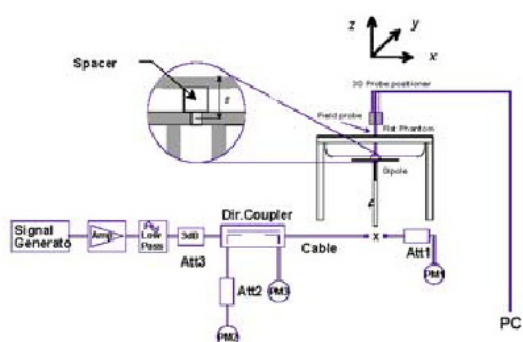 z
y
x
Spacer
s
3D Probe positioner
Field probe
Flat Phantom
Dipole
Signal
Generato
Amp
Low
Pass
3dB
Att3
Dir.Coupler
Cable
x
Att1
PM1
Att2
PM3
PM2
PC